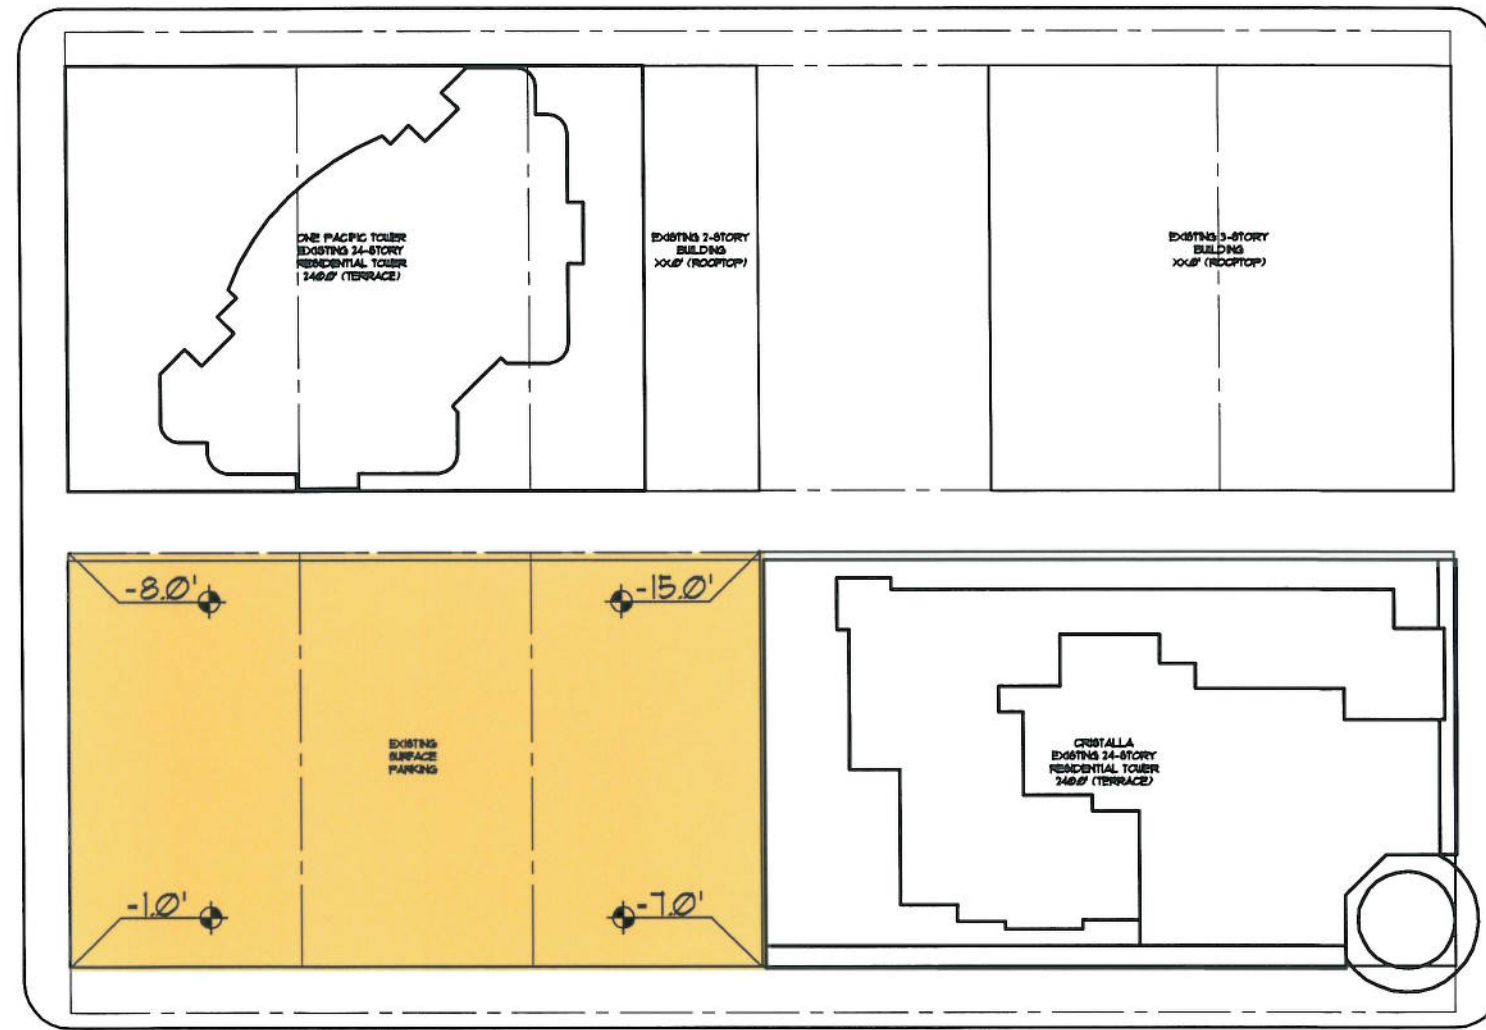 ONE PACIFIC TOWER
EXISTING 24-STORY
RESIDENTIAL TOWER
240.0' (TERRACE)
EXISTING 2-STORY
BUILDING
XX.0' (ROOFTOP)
EXISTING 3-STORY
BUILDING
XX.0' (ROOFTOP)
-8.0'
-15.0'
EXISTING
SURFACE
PARKING
CRISTALLA
EXISTING 24-STORY
RESIDENTIAL TOWER
240.0' (TERRACE)
-1.0'
-7.0'